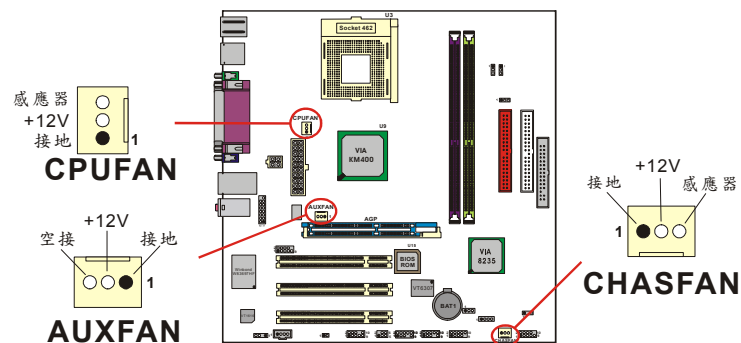 感應器
+12V
接地
1
CPUFAN
空接
+12V
接地
1
AUXFAN
U3
Socket 462
CPUFAN
U9
VIA
KM400
AUXFAN
1
AGP
U15
BIOS
ROM
VIA
8235
VT6307
BAT1
CHASFAN
接地
+12V
感應器
1
CHASFAN